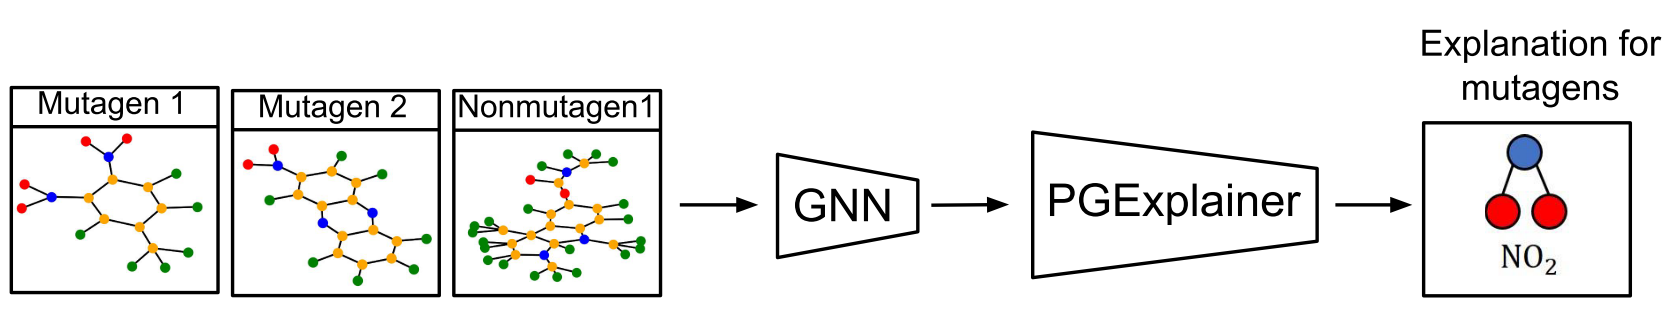 Mutagen 1
Mutagen 2
Nonmutagen1
GNN
PGExplainer
Explanation for
mutagens
NO₂